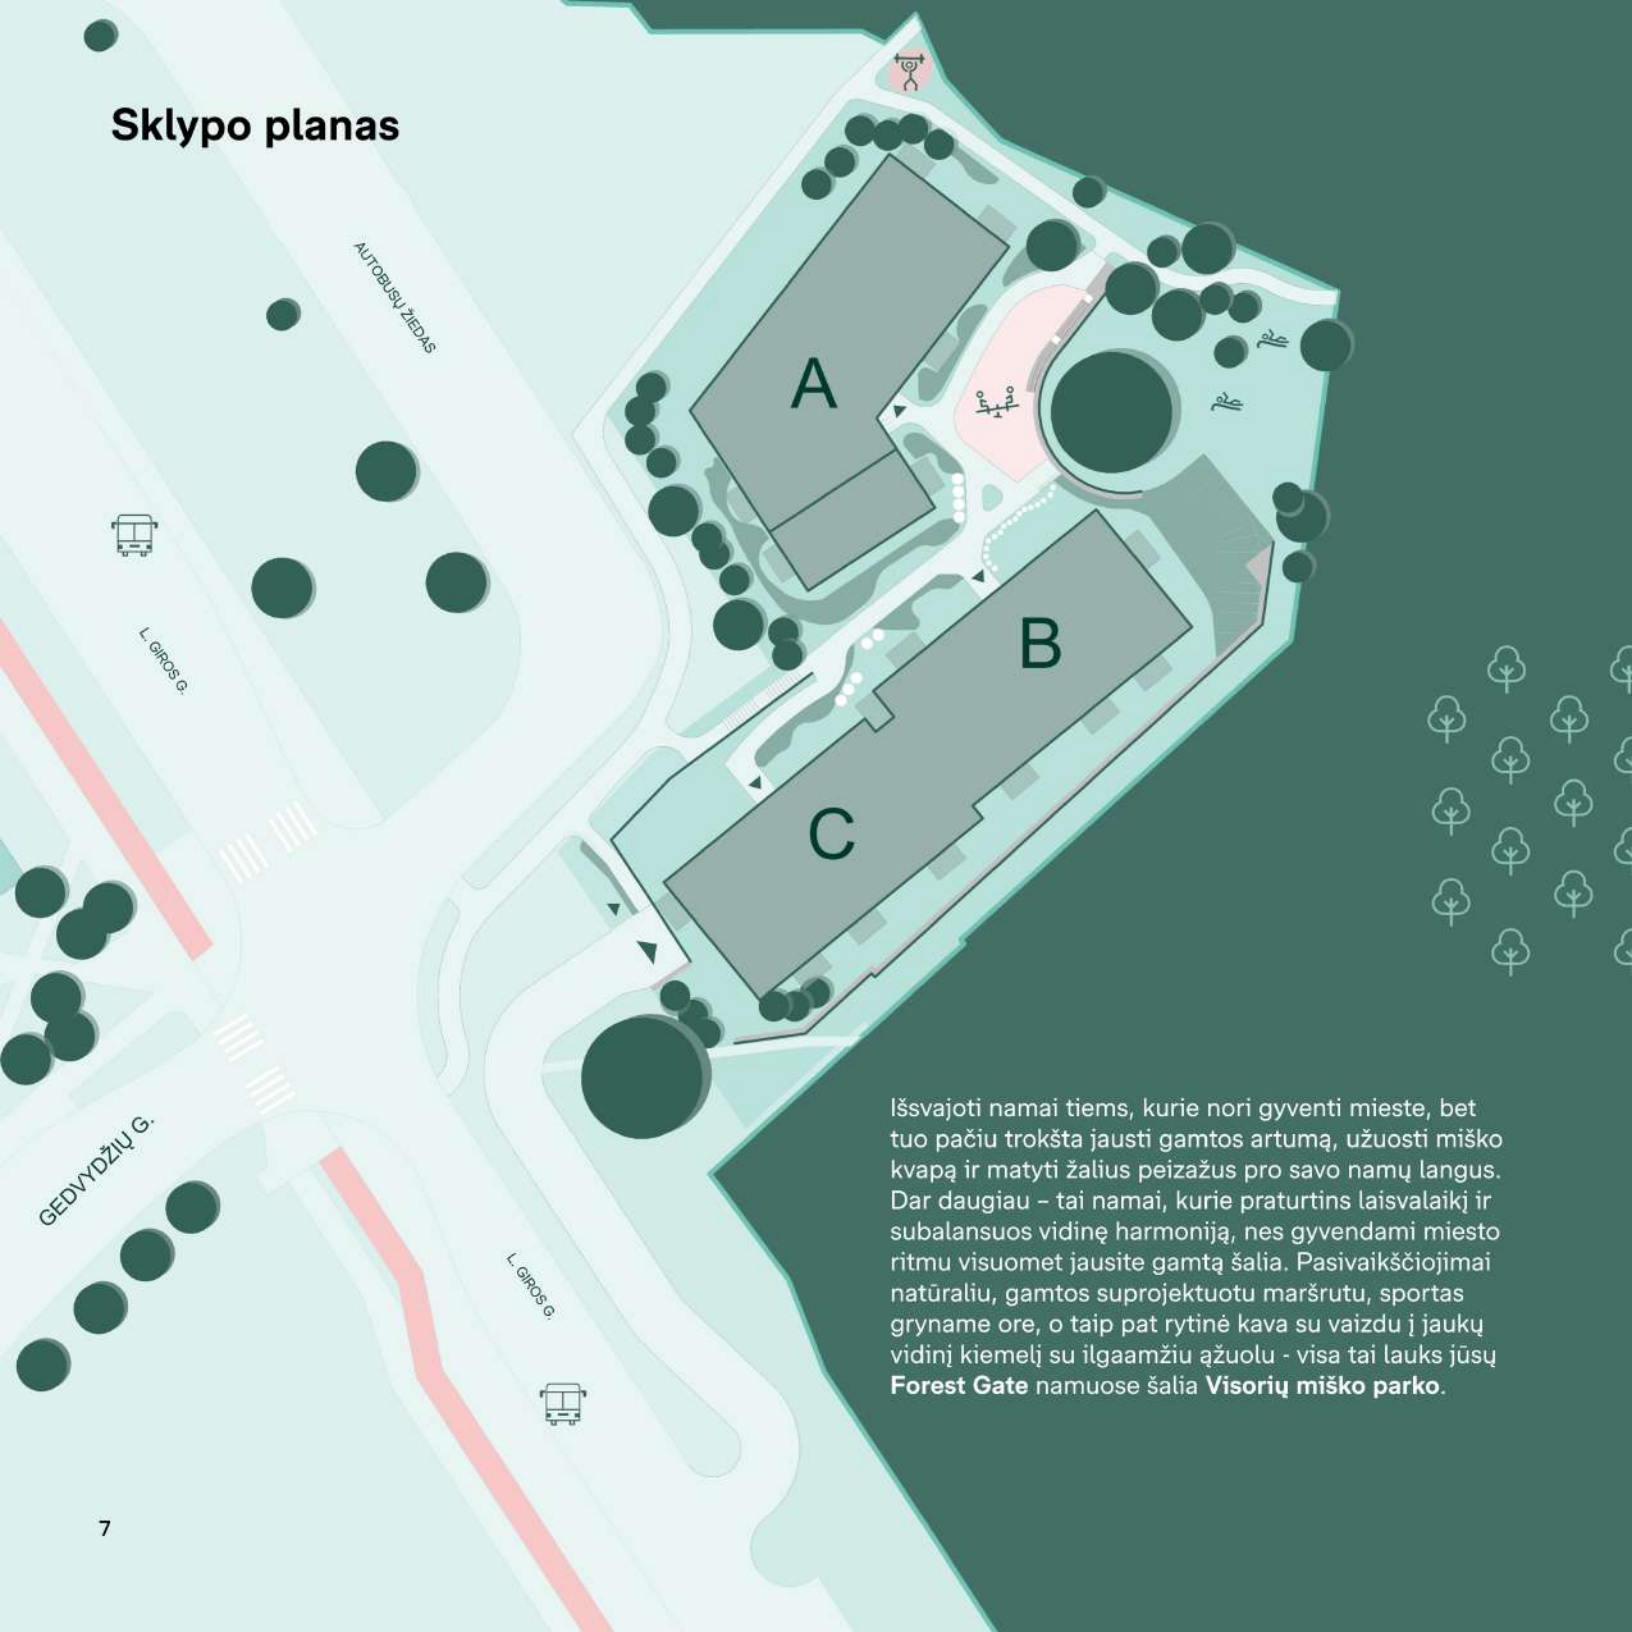 Sklypo planas
AUTOBUSŲ ŽIEDAS
A
B
C
L. GIROS G.
GEDVYDŽIŲ G.
L. GIROS G.
Išsvajoti namai tiems, kurie nori gyventi mieste, bet
tuo pačiu trokšta jausti gamtos artumą, užuosti miško
kvapą ir matyti žalius peizažus pro savo namų langus.
Dar daugiau – tai namai, kurie praturtins laisvalaikį ir
subalansuos vidinę harmoniją, nes gyvendami miesto
ritmu visuomet jausite gamtą šalia. Pasivaikščiojimai
natūraliu, gamtos suprojektuotu maršrutu, sportas
gryname ore, o taip pat rytinė kava su vaizdu į jaukų
vidinį kiemelį su ilgaamžiu ąžuolu - visa tai lauks jūsų
Forest Gate namuose šalia Visorių miško parko.
7